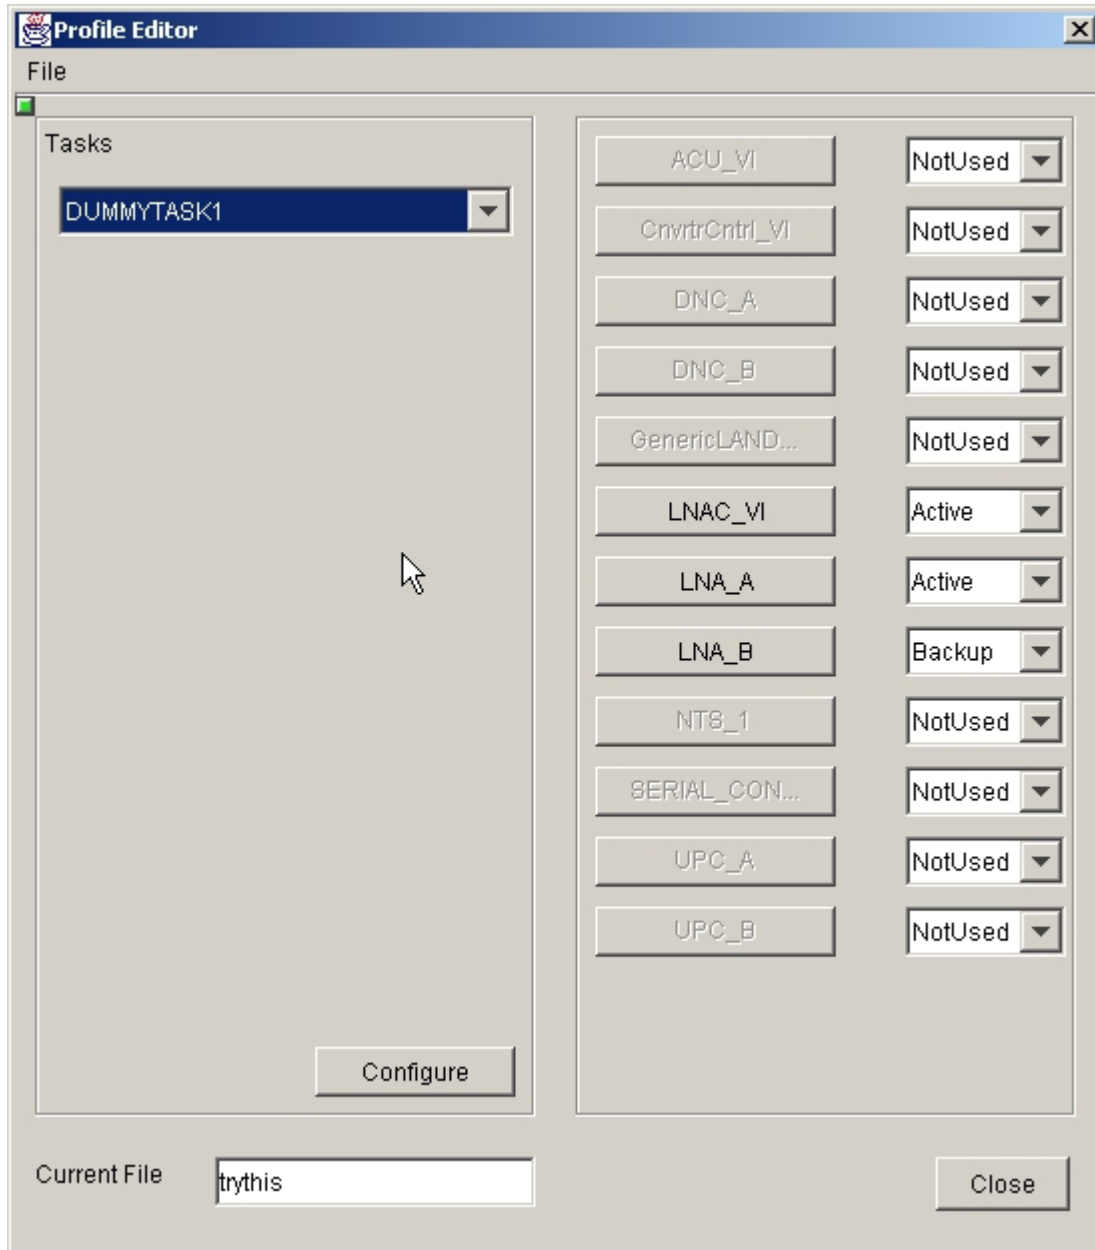 Profile Editor
File
Tasks
DUMMYTASK1
Configure
ACU_VI NotUsed
CnvrtrCntrl_VI NotUsed
DNC_A NotUsed
DNC_B NotUsed
GenericLAND... NotUsed
LNAC_VI Active
LNA_A Active
LNA_B Backup
NTS_1 NotUsed
SERIAL_CON... NotUsed
UPC_A NotUsed
UPC_B NotUsed
Current File trythis
Close